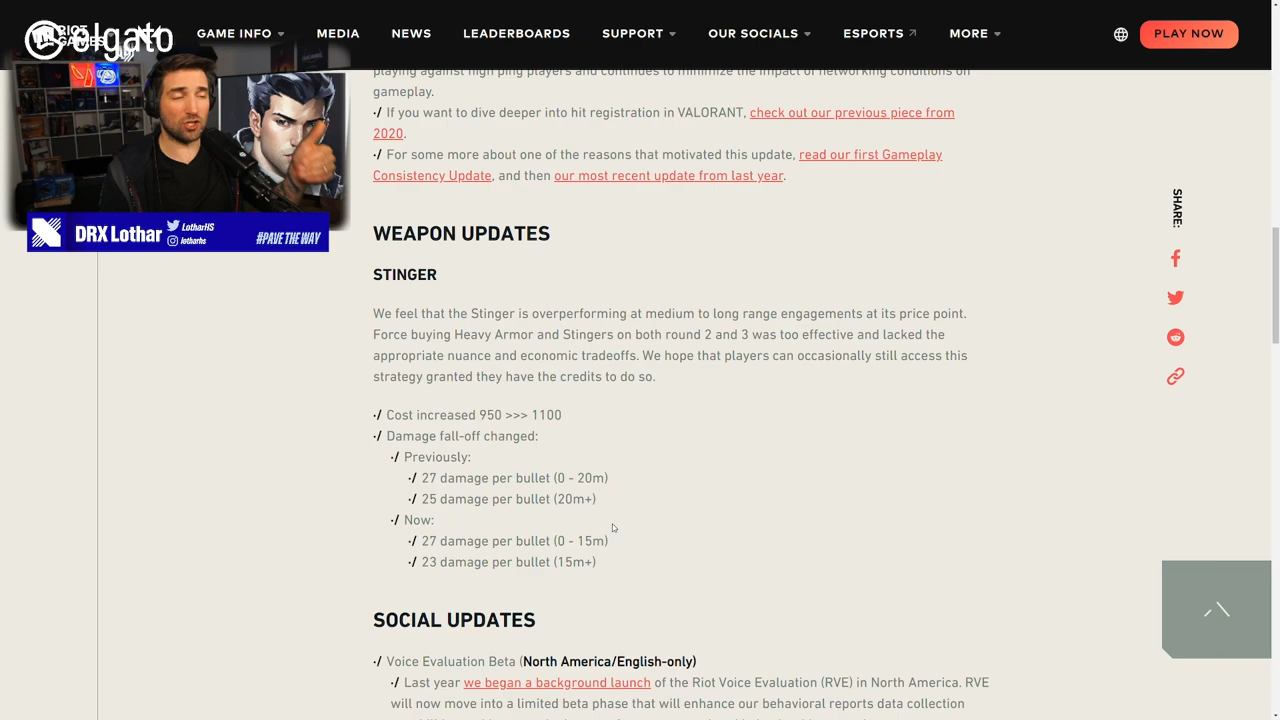 elgato
RIOT
GAMES
GAME INFO
MEDIA
NEWS
LEADERBOARDS
SUPPORT
OUR SOCIALS
ESPORTS
MORE
PLAY NOW
playing against high ping players and continues to minimize the impact of networking conditions on
gameplay.
·/ If you want to dive deeper into hit registration in VALORANT, check out our previous piece from
2020.
·/ For some more about one of the reasons that motivated this update, read our first Gameplay
Consistency Update, and then our most recent update from last year.
DRX Lothar
LotharHS
lotharhs
#PAVE THE WAY
SHARE:
WEAPON UPDATES
STINGER
We feel that the Stinger is overperforming at medium to long range engagements at its price point.
Force buying Heavy Armor and Stingers on both round 2 and 3 was too effective and lacked the
appropriate nuance and economic tradeoffs. We hope that players can occasionally still access this
strategy granted they have the credits to do so.
·/ Cost increased 950 >>> 1100
·/ Damage fall-off changed:
·/ Previously:
·/ 27 damage per bullet (0 - 20m)
·/ 25 damage per bullet (20m+)
·/ Now:
·/ 27 damage per bullet (0 - 15m)
·/ 23 damage per bullet (15m+)
SOCIAL UPDATES
·/ Voice Evaluation Beta (North America/English-only)
·/ Last year we began a background launch of the Riot Voice Evaluation (RVE) in North America. RVE
will now move into a limited beta phase that will enhance our behavioral reports data collection